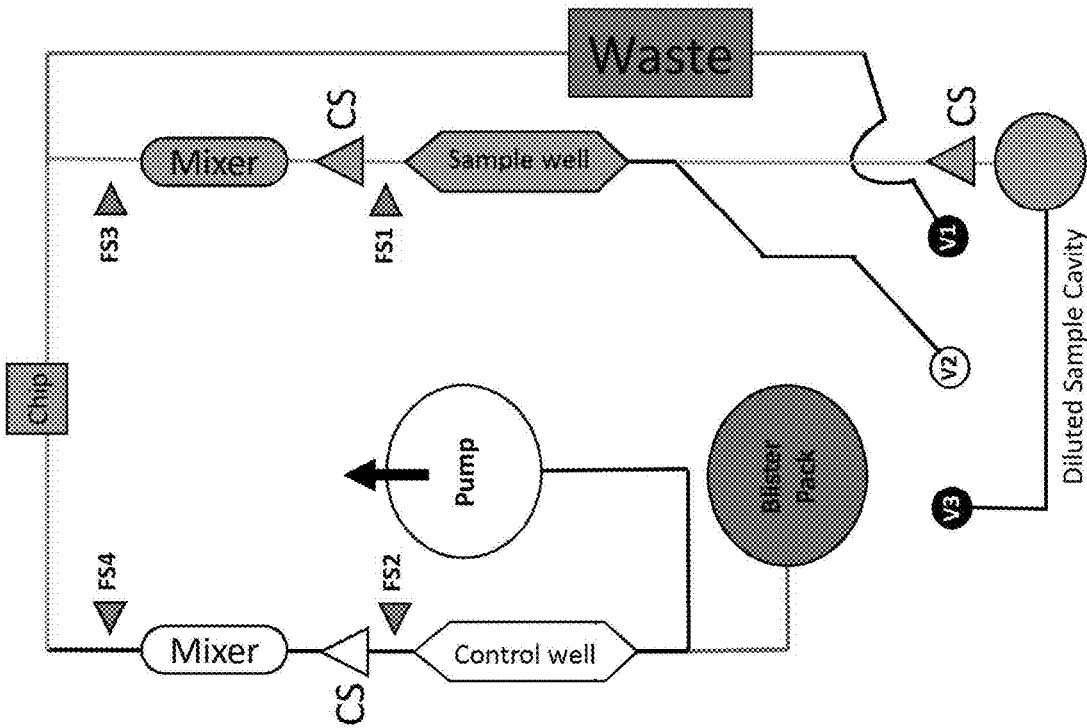 Waste
CS
CS
Mixer
Sample well
FS3
FS1
V1
Chip
V2
Diluted Sample Cavity
Pump
Blister
Pack
V3
FS4
FS2
Mixer
Control well
CS